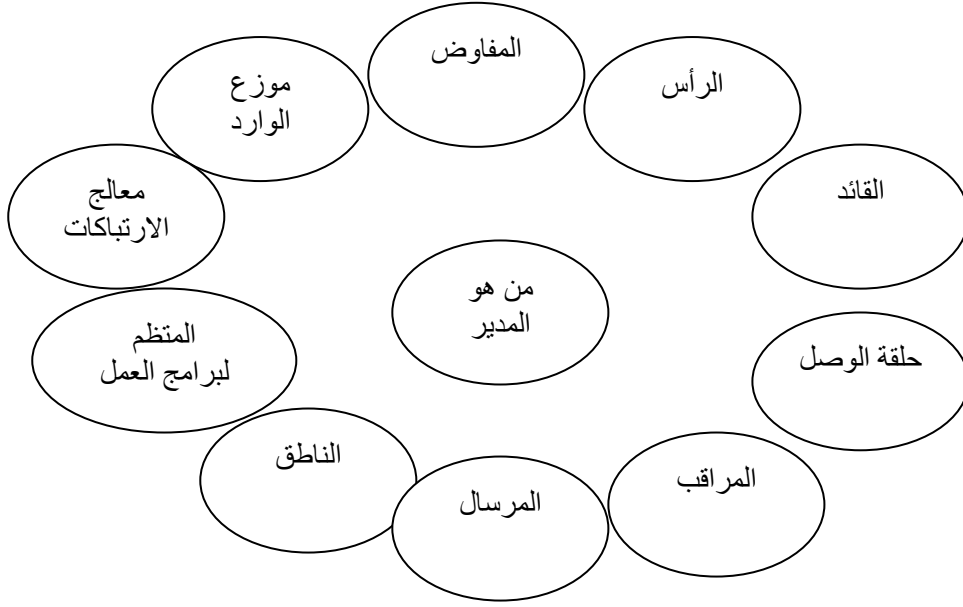 المفاوض
الرأس
موزع
الوارد
القائد
معالج
الارتباكات
من هو
المدير
المتظم
لبرامج العمل
حلقة الوصل
الناطق
المراقب
المرسال